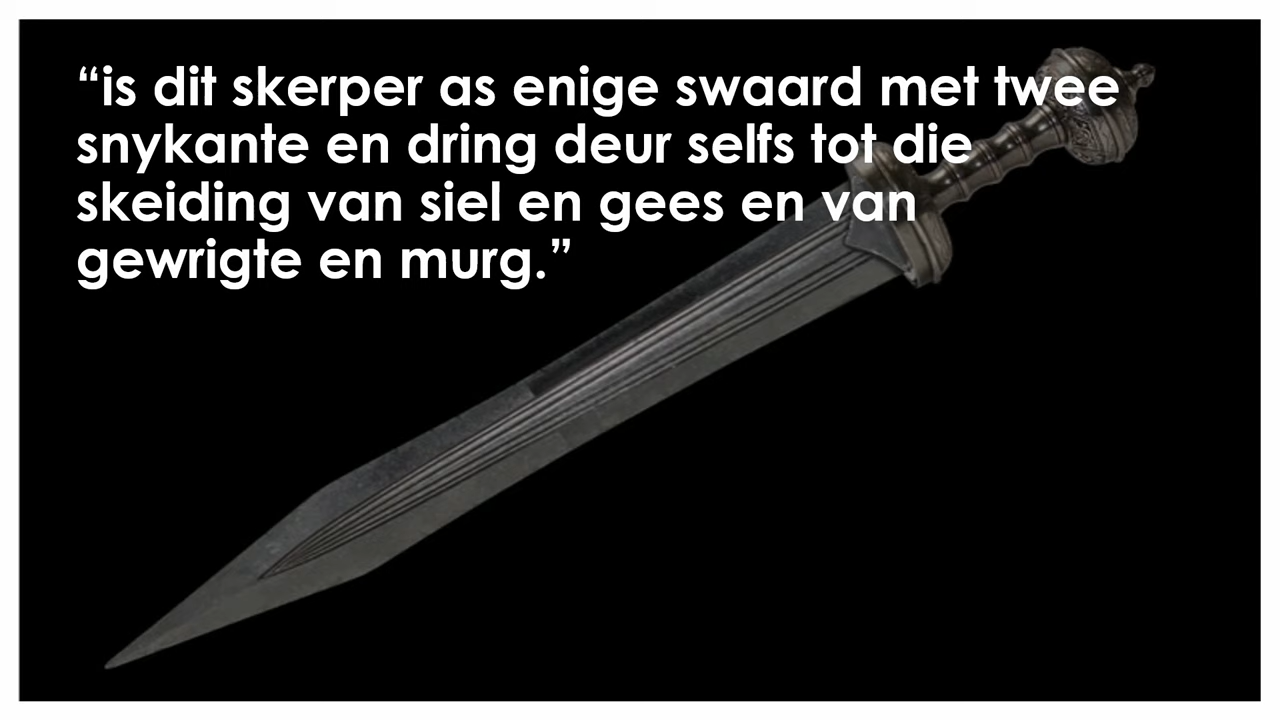 “is dit skerper as enige swaard met twee
snykante en dring deur selfs tot die
skeiding van siel en gees en van
gewrigte en murg.”